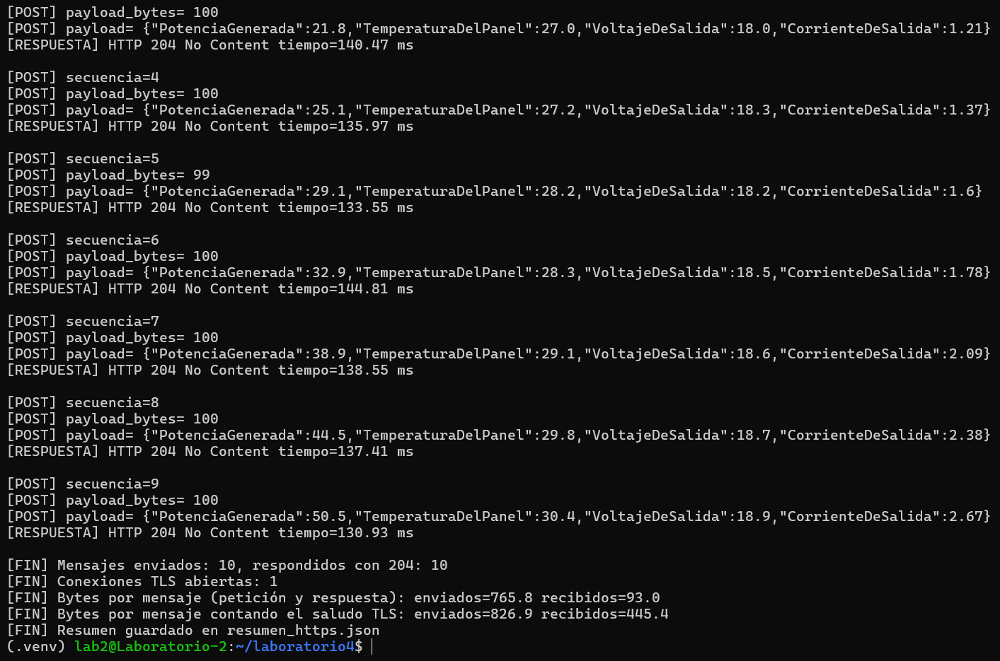 [POST] payload_bytes= 100
[POST] payload= {"PotenciaGenerada":21.8,"TemperaturaDelPanel":27.0,"VoltajeDeSalida":18.0,"CorrienteDeSalida":1.21}
[RESPUESTA] HTTP 204 No Content tiempo=140.47 ms
[POST] secuencia=4
[POST] payload_bytes= 100
[POST] payload= {"PotenciaGenerada":25.1,"TemperaturaDelPanel":27.2,"VoltajeDeSalida":18.3,"CorrienteDeSalida":1.37}
[RESPUESTA] HTTP 204 No Content tiempo=135.97 ms
[POST] secuencia=5
[POST] payload_bytes= 99
[POST] payload= {"PotenciaGenerada":29.1,"TemperaturaDelPanel":28.2,"VoltajeDeSalida":18.2,"CorrienteDeSalida":1.6}
[RESPUESTA] HTTP 204 No Content tiempo=133.55 ms
[POST] secuencia=6
[POST] payload_bytes= 100
[POST] payload= {"PotenciaGenerada":32.9,"TemperaturaDelPanel":28.3,"VoltajeDeSalida":18.5,"CorrienteDeSalida":1.78}
[RESPUESTA] HTTP 204 No Content tiempo=144.81 ms
[POST] secuencia=7
[POST] payload_bytes= 100
[POST] payload= {"PotenciaGenerada":38.9,"TemperaturaDelPanel":29.1,"VoltajeDeSalida":18.6,"CorrienteDeSalida":2.09}
[RESPUESTA] HTTP 204 No Content tiempo=138.55 ms
[POST] secuencia=8
[POST] payload_bytes= 100
[POST] payload= {"PotenciaGenerada":44.5,"TemperaturaDelPanel":29.8,"VoltajeDeSalida":18.7,"CorrienteDeSalida":2.38}
[RESPUESTA] HTTP 204 No Content tiempo=137.41 ms
[POST] secuencia=9
[POST] payload_bytes= 100
[POST] payload= {"PotenciaGenerada":50.5,"TemperaturaDelPanel":30.4,"VoltajeDeSalida":18.9,"CorrienteDeSalida":2.67}
[RESPUESTA] HTTP 204 No Content tiempo=130.93 ms
[FIN] Mensajes enviados: 10, respondidos con 204: 10
[FIN] Conexiones TLS abiertas: 1
[FIN] Bytes por mensaje (petición y respuesta): enviados=765.8 recibidos=93.0
[FIN] Bytes por mensaje contando el saludo TLS: enviados=826.9 recibidos=445.4
[FIN] Resumen guardado en resumen_https.json
(.venv) lab2@Laboratorio-2:~/laboratorio4$